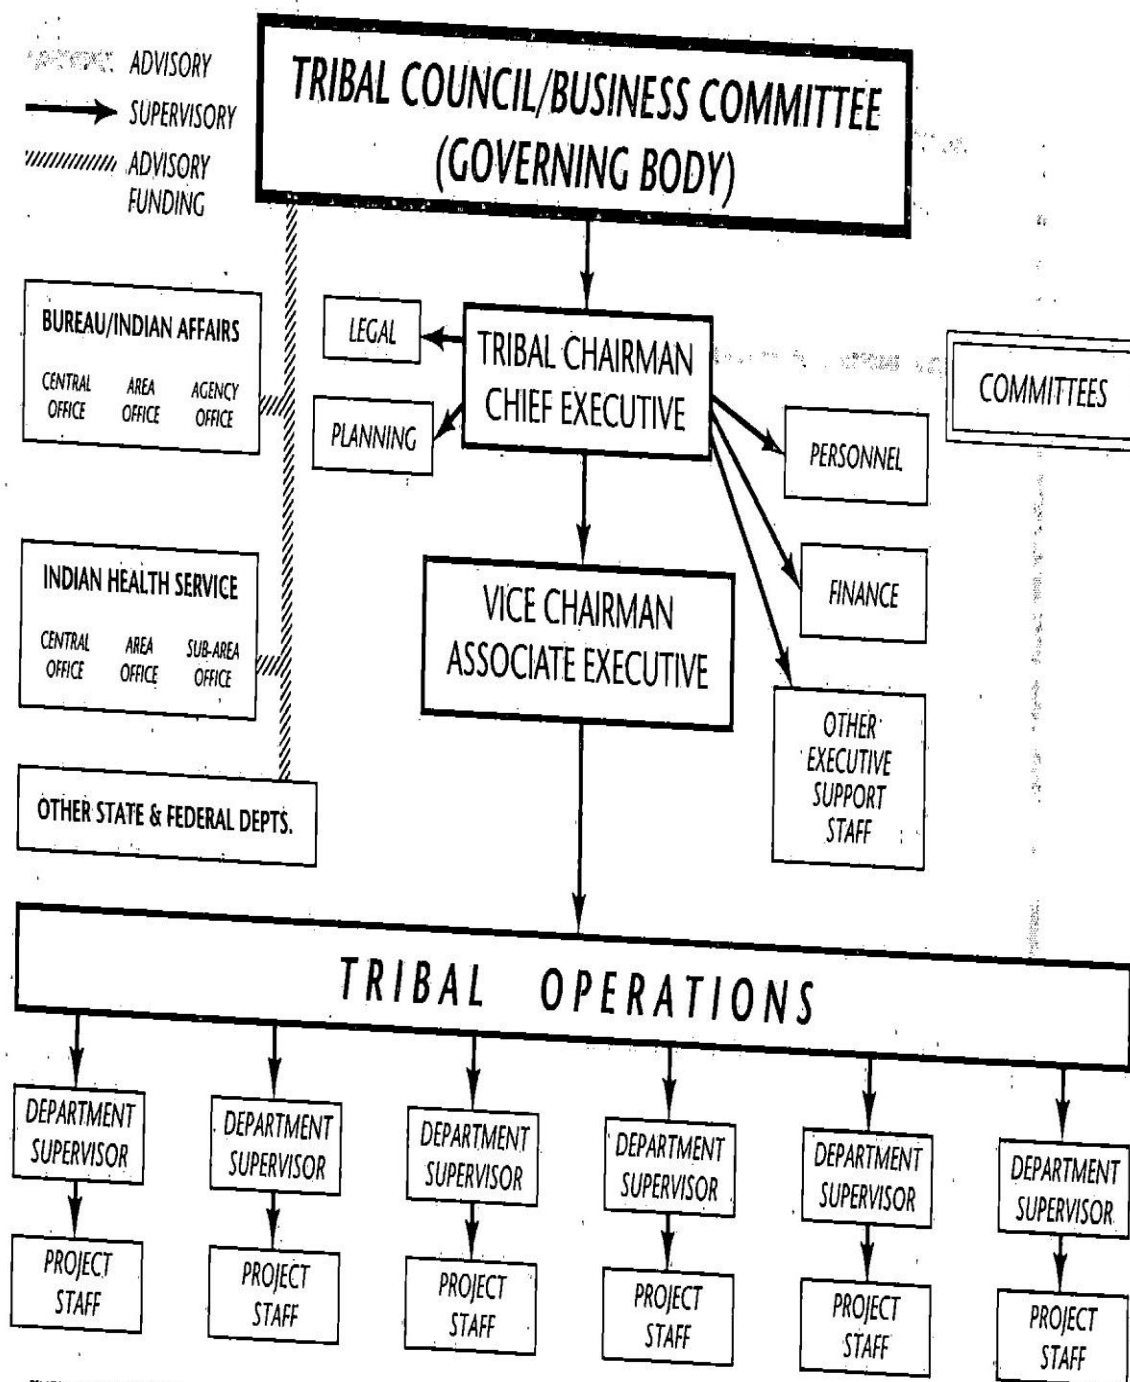 ADVISORY
SUPERVISORY
ADVISORY
FUNDING
TRIBAL COUNCIL/BUSINESS COMMITTEE
(GOVERNING BODY)
BUREAU/INDIAN AFFAIRS
CENTRAL OFFICE
AREA OFFICE
AGENCY OFFICE
LEGAL
PLANNING
TRIBAL CHAIRMAN
CHIEF EXECUTIVE
COMMITTEES
PERSONNEL
FINANCE
INDIAN HEALTH SERVICE
CENTRAL OFFICE
AREA OFFICE
SUB-AREA OFFICE
VICE CHAIRMAN
ASSOCIATE EXECUTIVE
OTHER
EXECUTIVE
SUPPORT
STAFF
OTHER STATE & FEDERAL DEPTS.
TRIBAL OPERATIONS
DEPARTMENT
SUPERVISOR
DEPARTMENT
SUPERVISOR
DEPARTMENT
SUPERVISOR
DEPARTMENT
SUPERVISOR
DEPARTMENT
SUPERVISOR
DEPARTMENT
SUPERVISOR
PROJECT
STAFF
PROJECT
STAFF
PROJECT
STAFF
PROJECT
STAFF
PROJECT
STAFF
PROJECT
STAFF